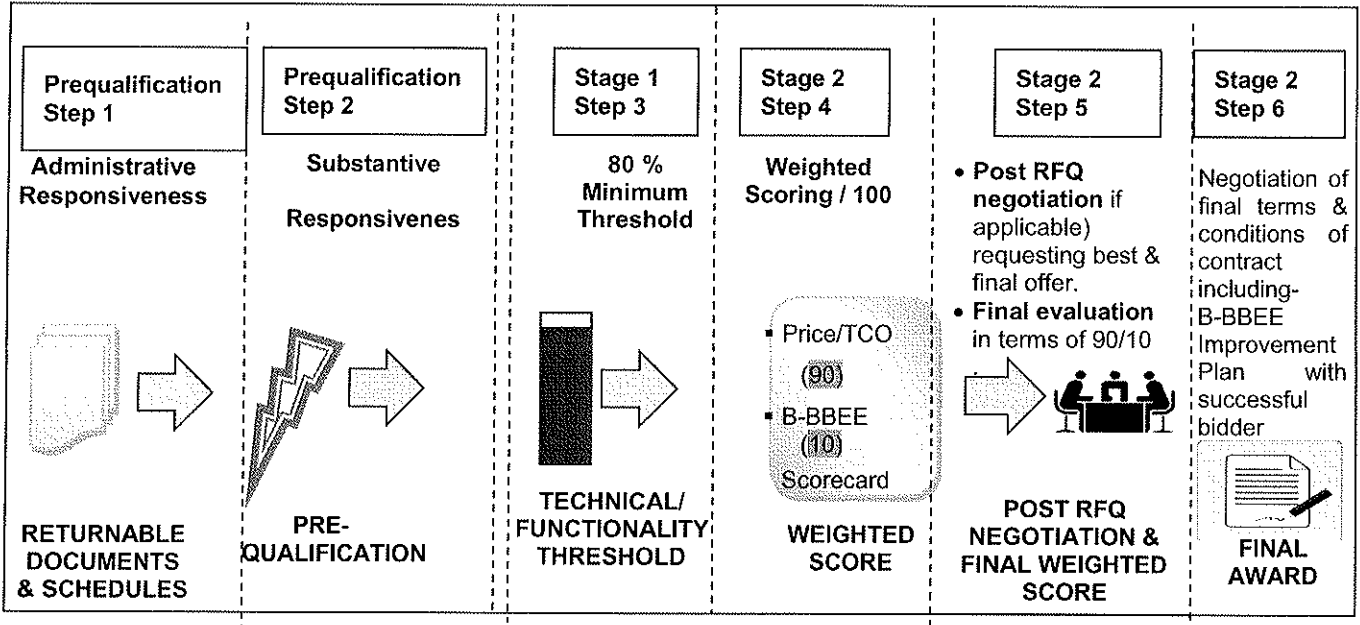 Prequalification
Step 1
Administrative
Responsiveness
RETURNABLE
DOCUMENTS
& SCHEDULES
Prequalification
Step 2
Substantive
Responsivenes
PRE-
QUALIFICATION
Stage 1
Step 3
80 %
Minimum
Threshold
TECHNICAL/
FUNCTIONALITY
THRESHOLD
Stage 2
Step 4
Weighted
Scoring / 100
▪ Price/TCO
(90)
▪ B-BBEE
(10)
Scorecard
WEIGHTED
SCORE
Stage 2
Step 5
• Post RFQ
negotiation if
applicable)
requesting best &
final offer.
• Final evaluation
in terms of 90/10
POST RFQ
NEGOTIATION &
FINAL WEIGHTED
SCORE
Stage 2
Step 6
Negotiation of
final terms &
conditions of
contract
including-
B-BBEE
Improvement
Plan with
successful
bidder
FINAL
AWARD